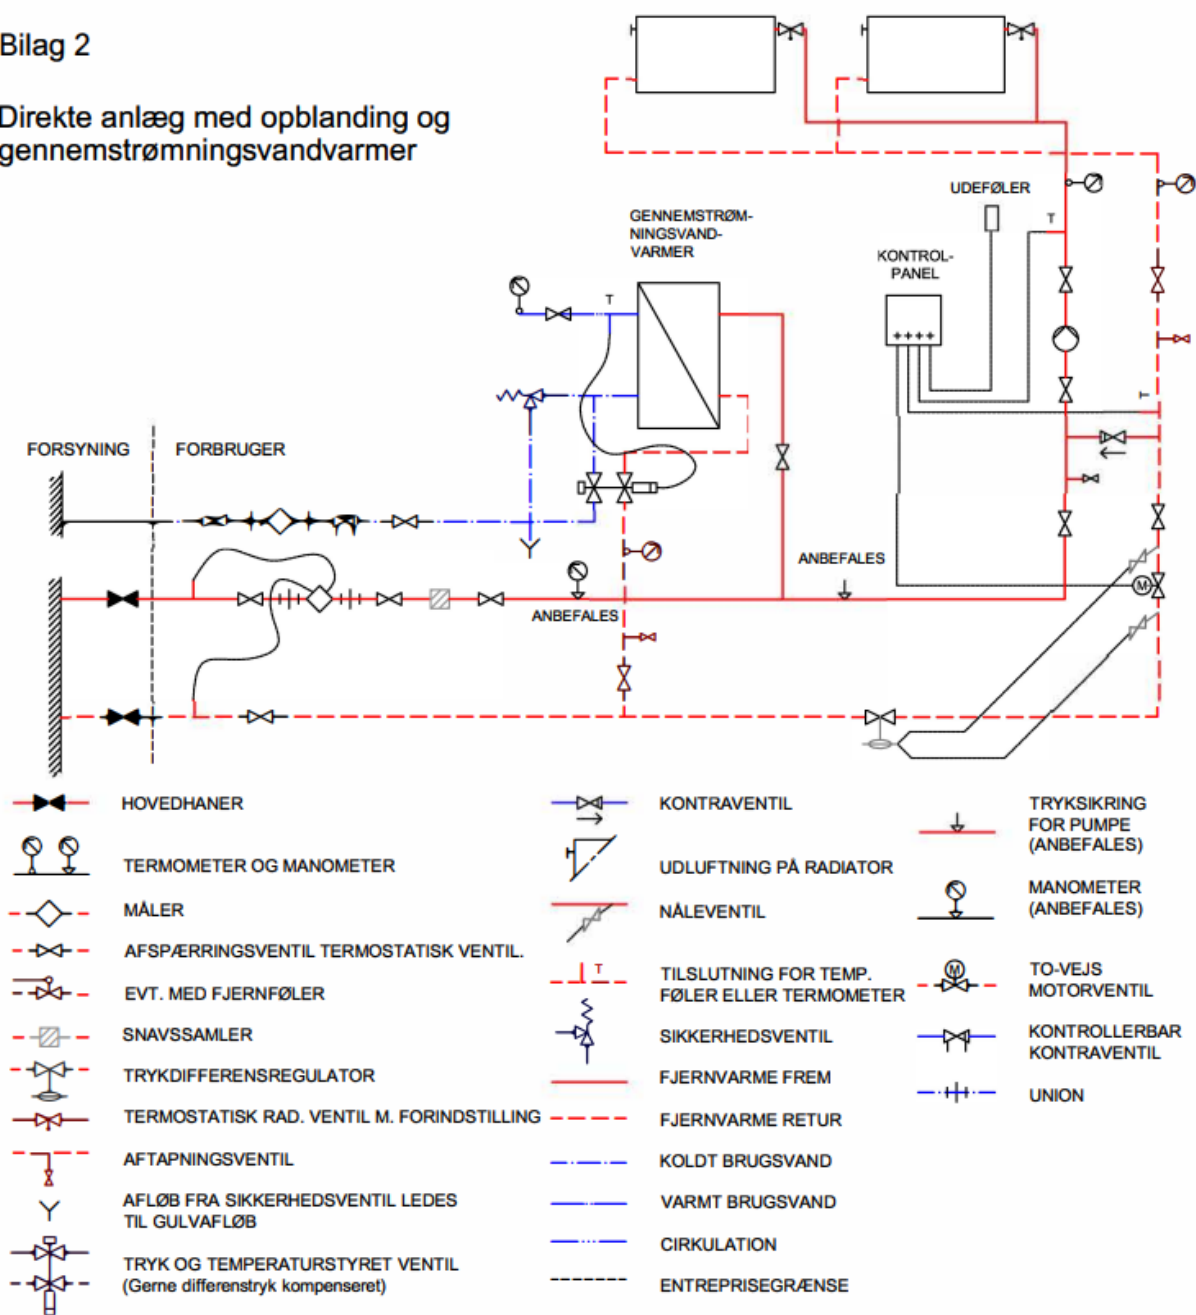 Bilag 2
Direkte anlæg med opblanding og
gennemstrømningsvandvarmer
UDEFØLER
GENNEMSTRØM-
NINGSVAND-
VARMER
T
KONTROL-
PANEL
++++
T
T
FORSYNING
FORBRUGER
ANBEFALES
ANBEFALES
M
HOVEDHANER
TERMOMETER OG MANOMETER
MÅLER
AFSPÆRRINGSVENTIL TERMOSTATISK VENTIL.
EVT. MED FJERNFØLER
SNAVSSAMLER
TRYKDIFFERENSREGULATOR
TERMOSTATISK RAD. VENTIL M. FORINDSTILLING
AFTAPNINGSVENTIL
AFLØB FRA SIKKERHEDSVENTIL LEDES
TIL GULVAFLØB
TRYK OG TEMPERATURSTYRET VENTIL
(Gerne differenstryk kompenseret)
KONTRAVENTIL
UDLUFTNING PÅ RADIATOR
NÅLEVENTIL
T
TILSLUTNING FOR TEMP.
FØLER ELLER TERMOMETER
SIKKERHEDSVENTIL
FJERNVARME FREM
FJERNVARME RETUR
KOLDT BRUGSVAND
VARMT BRUGSVAND
CIRKULATION
ENTREPRISEGRÆNSE
TRYKSIKRING
FOR PUMPE
(ANBEFALES)
MANOMETER
(ANBEFALES)
M
TO-VEJS
MOTORVENTIL
KONTROLLERBAR
KONTRAVENTIL
UNION